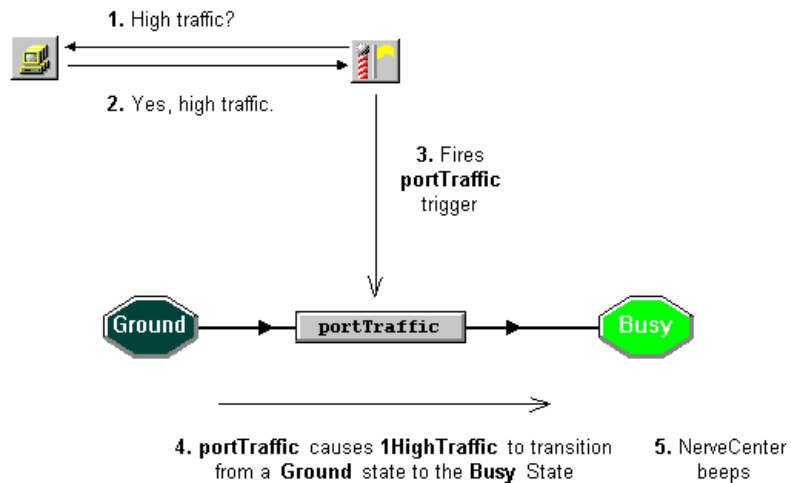 1. High traffic?
2. Yes, high traffic.
3. Fires
portTraffic
trigger
Ground
portTraffic
Busy
4. portTraffic causes 1HighTraffic to transition
from a Ground state to the Busy State
5. NerveCenter
beeps